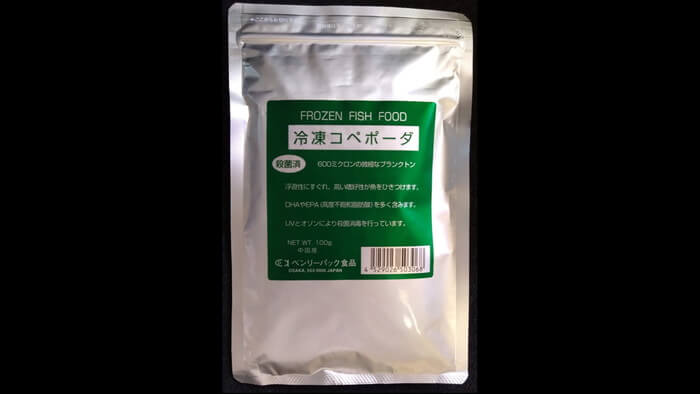 FROZEN FISH FOOD
冷凍コペポーダ
殺菌済
600ミクロンの微細なプランクトン
浮遊性にすぐれ、高い嗜好性が魚をひきつけます。
DHAやEPA（高度不飽和脂肪酸）を多く含みます。
UVとオゾンにより殺菌消毒を行っています。
NET WT. 100g
中国産
ベンリーパック食品
4 529026 503068